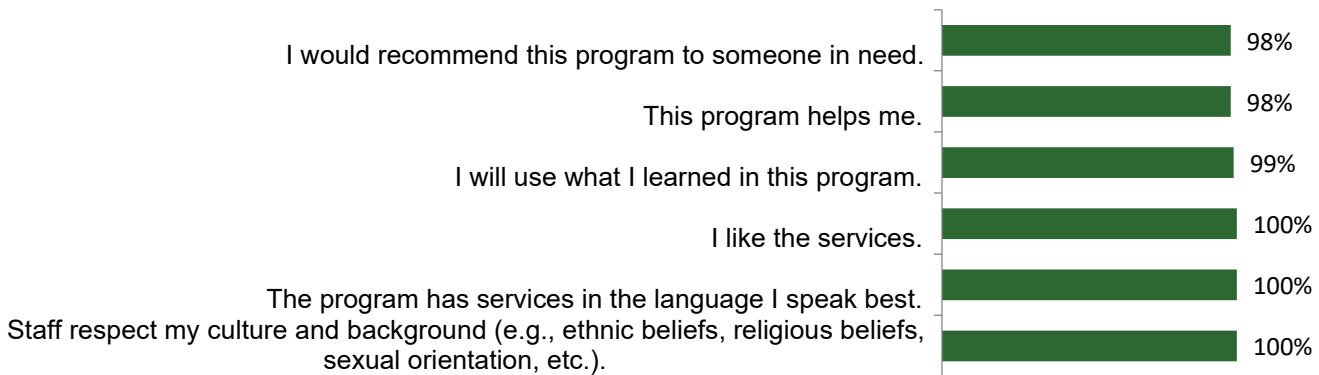 I would recommend this program to someone in need. 98%
This program helps me. 98%
I will use what I learned in this program. 99%
I like the services. 100%
The program has services in the language I speak best. 100%
Staff respect my culture and background (e.g., ethnic beliefs, religious beliefs,
sexual orientation, etc.). 100%